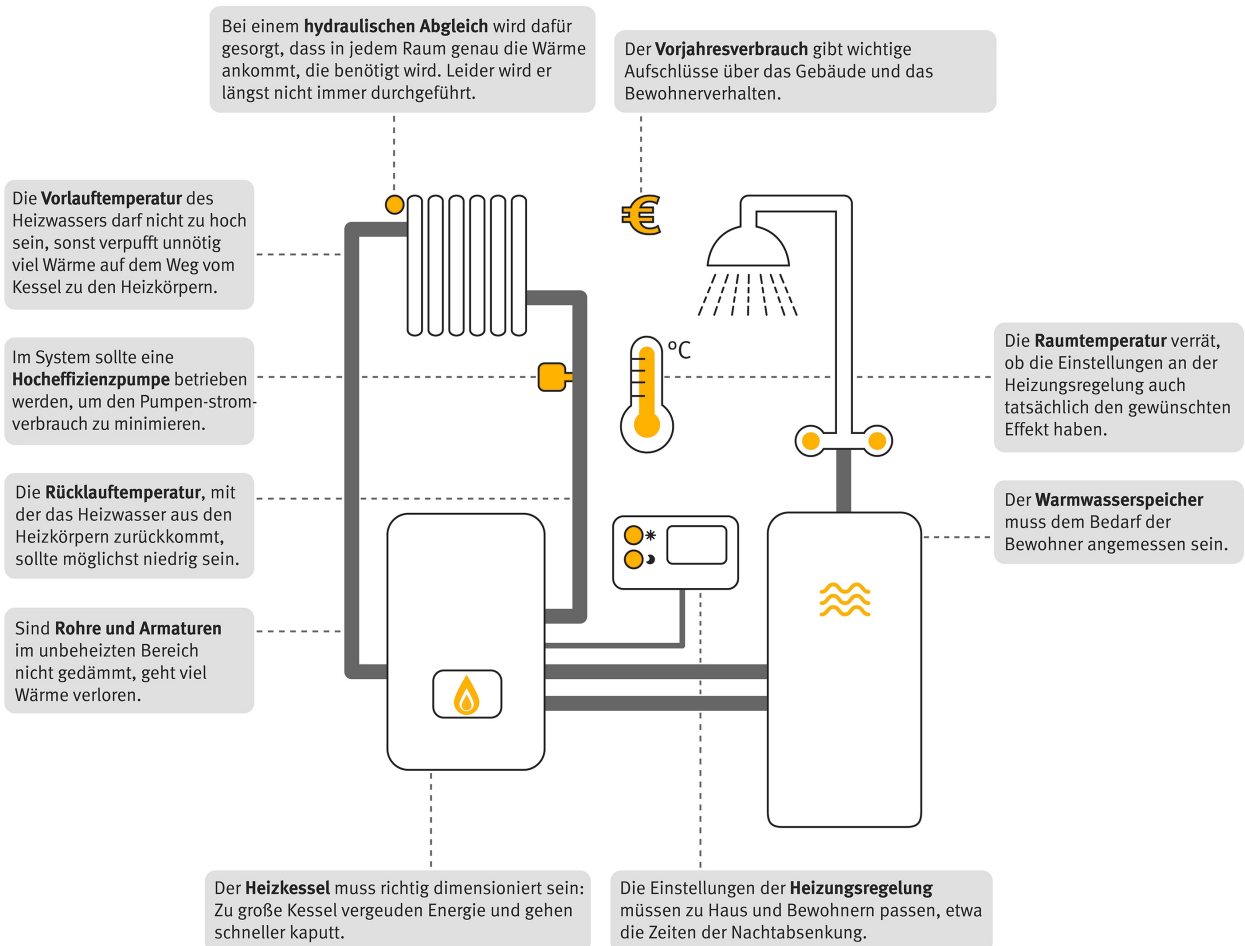 Bei einem hydraulischen Abgleich wird dafür
gesorgt, dass in jedem Raum genau die Wärme
ankommt, die benötigt wird. Leider wird er
längst nicht immer durchgeführt.
Der Vorjahresverbrauch gibt wichtige
Aufschlüsse über das Gebäude und das
Bewohnerverhalten.
Die Vorlauftemperatur des
Heizwassers darf nicht zu hoch
sein, sonst verpufft unnötig
viel Wärme auf dem Weg vom
Kessel zu den Heizkörpern.
€
°C
Im System sollte eine
Hocheffizienzpumpe betrieben
werden, um den Pumpen-strom-
verbrauch zu minimieren.
Die Raumtemperatur verrät,
ob die Einstellungen an der
Heizungsregelung auch
tatsächlich den gewünschten
Effekt haben.
Die Rücklauftemperatur, mit
der das Heizwasser aus den
Heizkörpern zurückkommt,
sollte möglichst niedrig sein.
Der Warmwasserspeicher
muss dem Bedarf der
Bewohner angemessen sein.
Sind Rohre und Armaturen
im unbeheizten Bereich
nicht gedämmt, geht viel
Wärme verloren.
Der Heizkessel muss richtig dimensioniert sein:
Zu große Kessel vergeuden Energie und gehen
schneller kaputt.
Die Einstellungen der Heizungsregelung
müssen zu Haus und Bewohnern passen, etwa
die Zeiten der Nachtabsenkung.